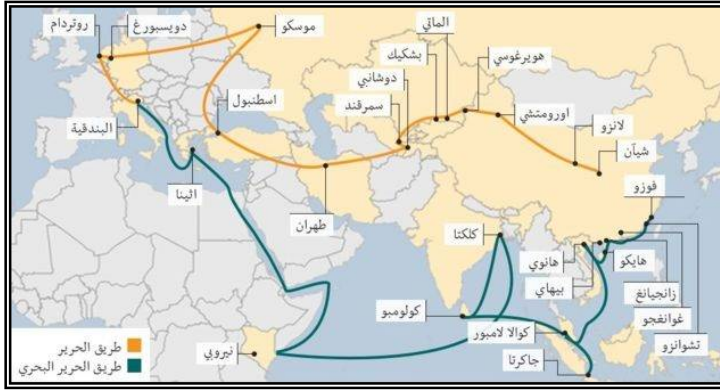 موسكو
دويسبورغ
روتردام
الماتي
بشكيك
هويرغوسي
دوشانبي
سمرقند
اسطنبول
البندقية
اورومتشي
لانزو
شيآن
اثينا
طهران
فوزو
كلكتا
هانوي
هايكو
بيهاي
زانجيانغ
غوانغجو
تشوانزو
كولومبو
كوالا لامبور
نيروبي
جاكرتا
طريق الحرير
طريق الحرير البحري